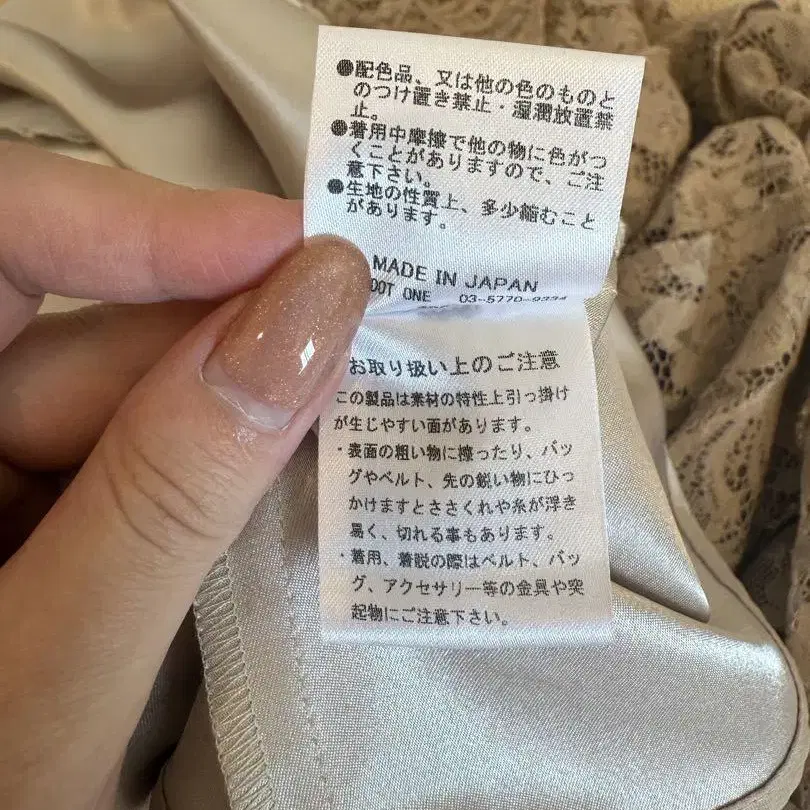 ●配色品、又は他の色のものと
のつけ置き禁止・湿潤放置禁
止。
●着用中摩擦で他の物に色がつ
くことがありますので、ご注
意下さい。
●生地の性質上、多少縮むこと
があります。
MADE IN JAPAN
DOT ONE 03-5770-9334
お取り扱い上のご注意
この製品は素材の特性上引っ掛け
が生じやすい面があります。
・表面の粗い物に擦ったり、バッ
グやベルト、先の鋭い物にひっ
かけますとささくれや糸が浮き
易く、切れる事もあります。
・着用、着脱の際はベルト、バッ
グ、アクセサリー等の金具や突
起物にご注意下さい。